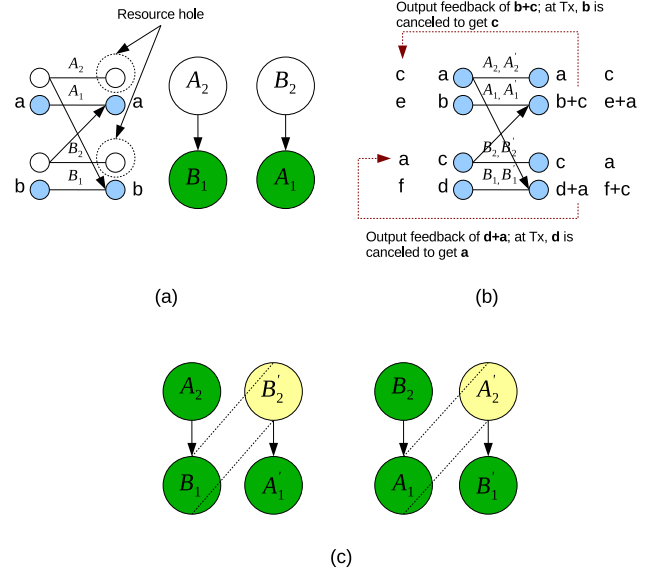 Resource hole
A₂
a A₁ a
B₂
b B₁ b
A₂ B₂
B₁ A₁
(a)
Output feedback of b+c; at Tx, b is
canceled to get c
c a A₂, A₂' a c
e b A₁, A₁' b+c e+a
a c B₂, B₂' c a
f d B₁, B₁' d+a f+c
Output feedback of d+a; at Tx, d is
canceled to get a
(b)
A₂ B₂' B₂ A₂'
B₁ A₁' A₁ B₁'
(c)